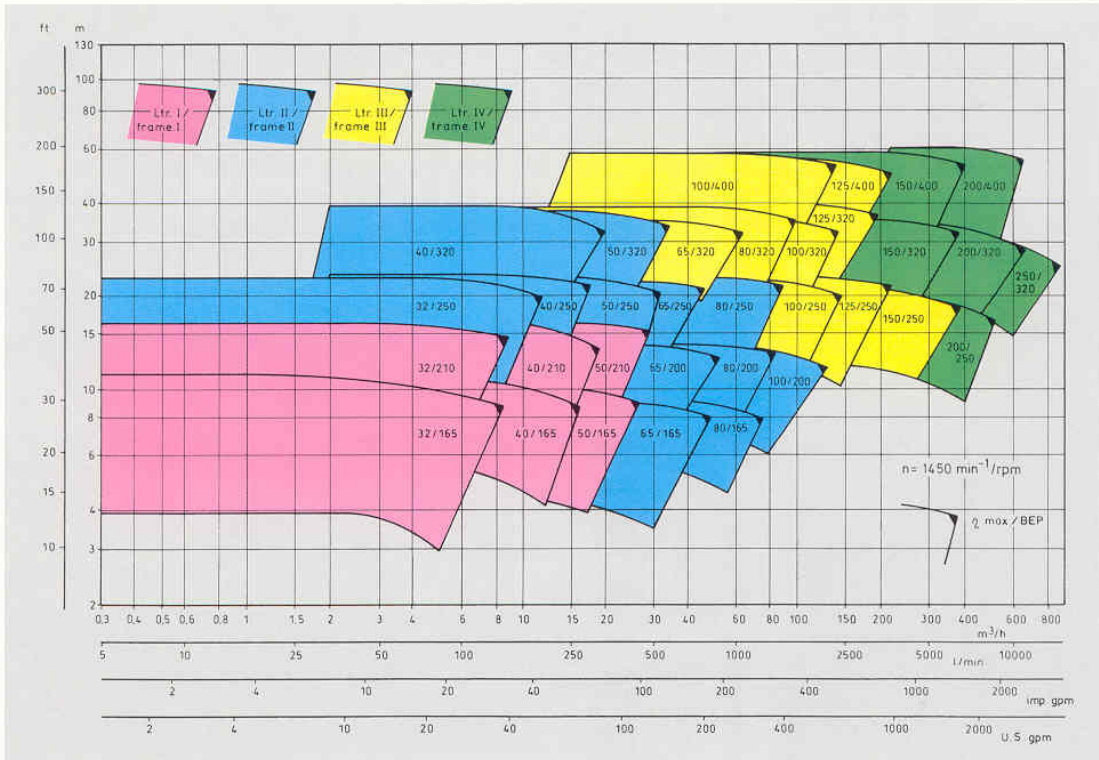 ft m
130
100
300
80
60
200
150
40
100
30
70
20
50
15
10
30
8
20
6
15
4
10
3
2
Ltr. I/
frame I
Ltr. II/
frame II
Ltr. III/
frame III
Ltr. IV/
frame IV
100/400 125/400 150/400 200/400
125/320
40/320 50/320 65/320 80/320 100/320 150/320 200/320
250/
320
32/250 40/250 50/250 65/250 80/250 100/250 125/250
150/250
200/
250
32/210 40/210 50/210 65/200 80/200
100/200
32/165 40/165 50/165 65/165 80/165
n= 1450 min⁻¹/rpm
η max/BEP
0,3 0,4 0,5 0,6 0,8 1 1,5 2 3 4 6 8 10 15 20 30 40 60 80 100 150 200 300 400 600 800
m³/h
5 10 25 50 100 250 500 1000 2500 5000 10000
l/min
2 4 10 20 40 100 200 400 1000 2000
imp. gpm
2 4 10 20 40 100 200 400 1000 2000
U.S. gpm